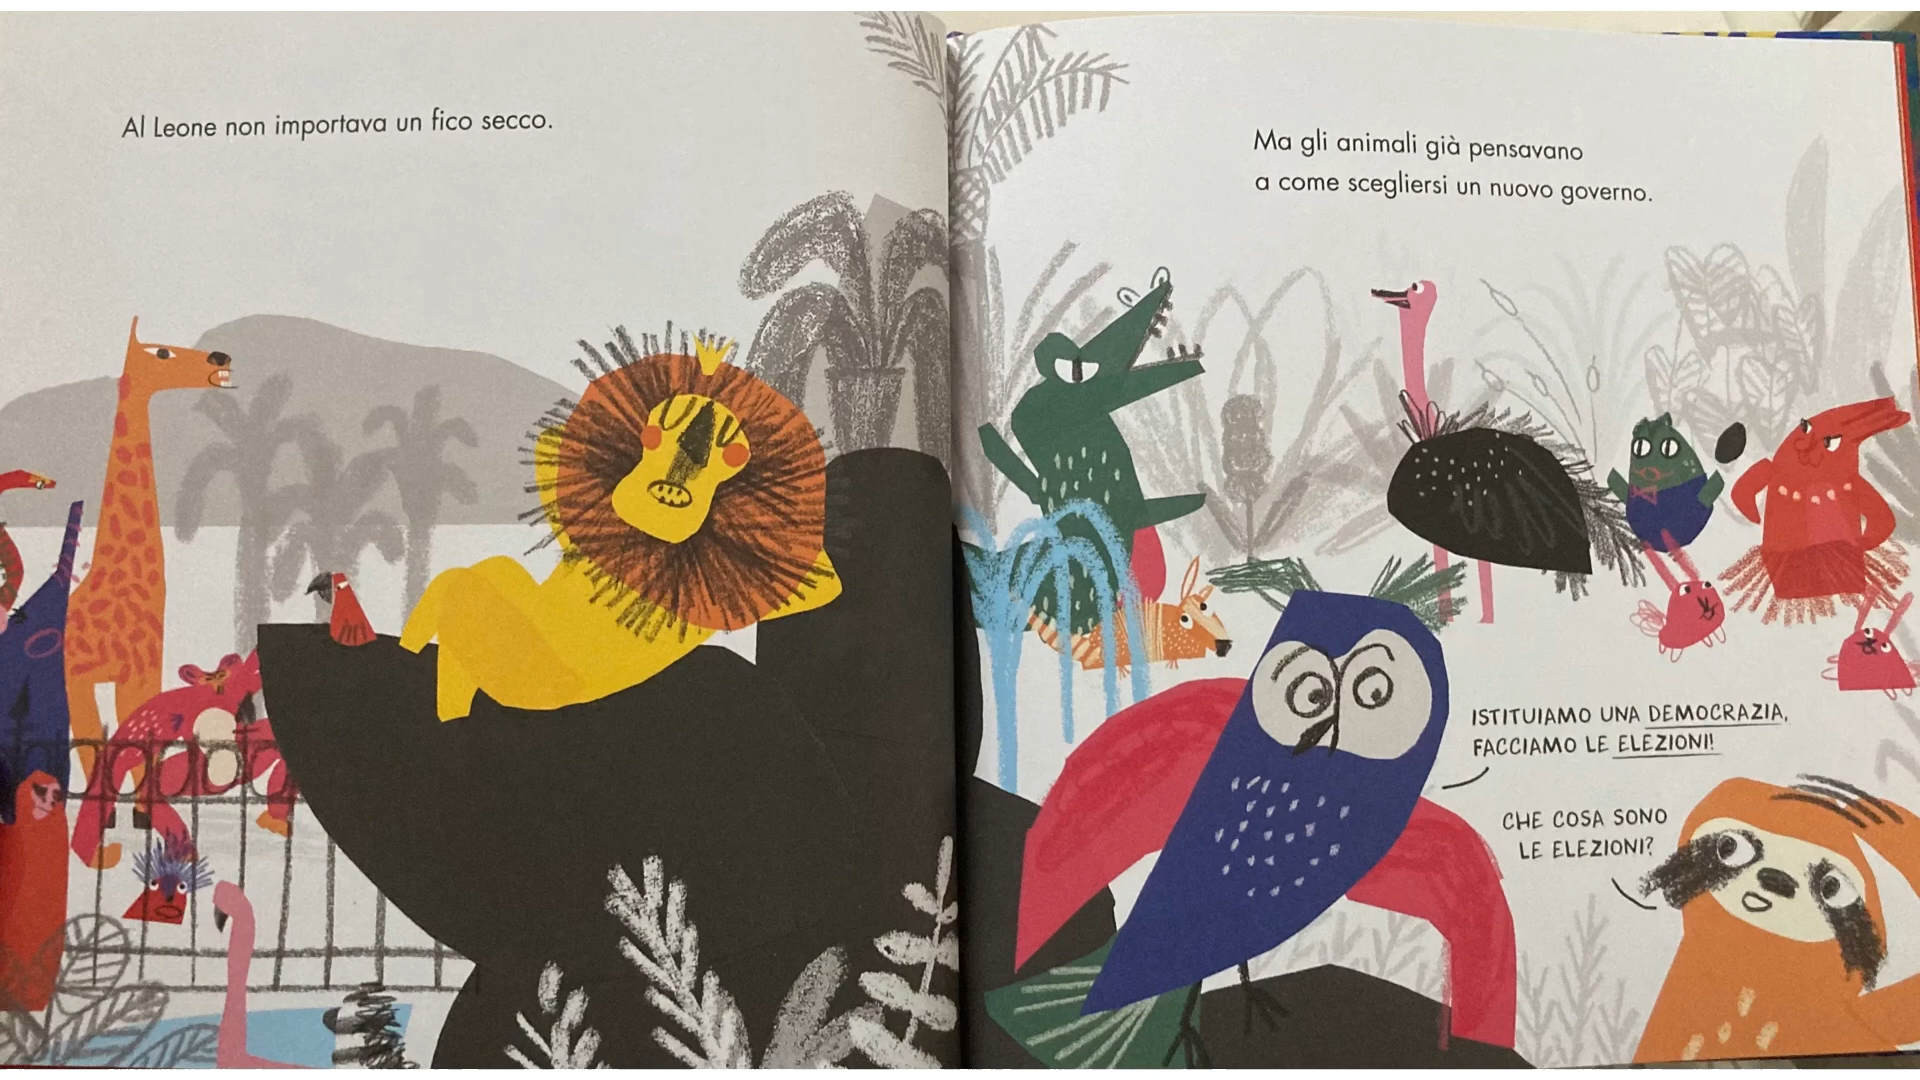 Al Leone non importava un fico secco.
Ma gli animali già pensavano
a come scegliersi un nuovo governo.
ISTITUIAMO UNA DEMOCRAZIA,
FACCIAMO LE ELEZIONI!
CHE COSA SONO
LE ELEZIONI?